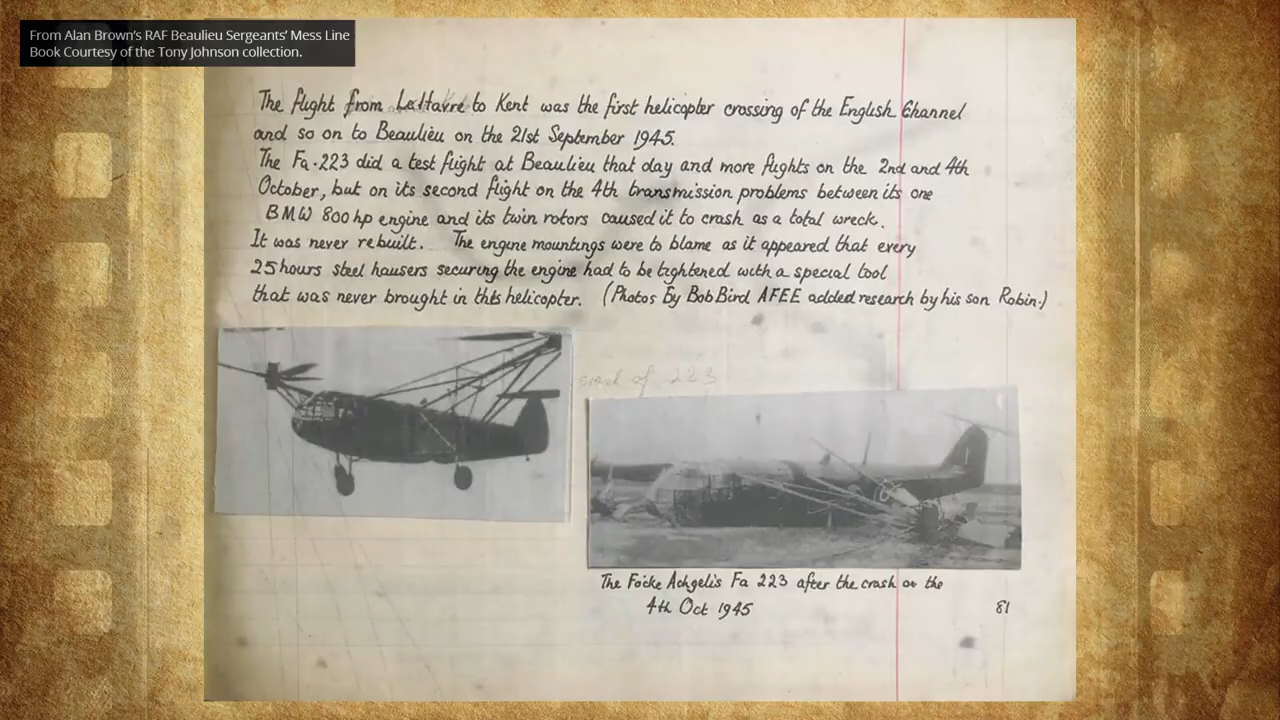 From Alan Brown's RAF Beaulieu Sergeants' Mess Line
Book Courtesy of the Tony Johnson collection.
The flight from Le Havre to Kent was the first helicopter crossing of the English Channel
and so on to Beaulieu on the 21st September 1945.
The Fa.223 did a test flight at Beaulieu that day and more flights on the 2nd and 4th
October, but on its second flight on the 4th transmission problems between its one
BMW 800 hp engine and its twin rotors caused it to crash as a total wreck.
It was never rebuilt. The engine mountings were to blame as it appeared that every
25 hours steel hausers securing the engine had to be tightened with a special tool
that was never brought in this helicopter. (Photos By Bob Bird AFEE added research by his son Robin.)
of 223
The Focke Achgelis Fa 223 after the crash on the
4th Oct 1945
81